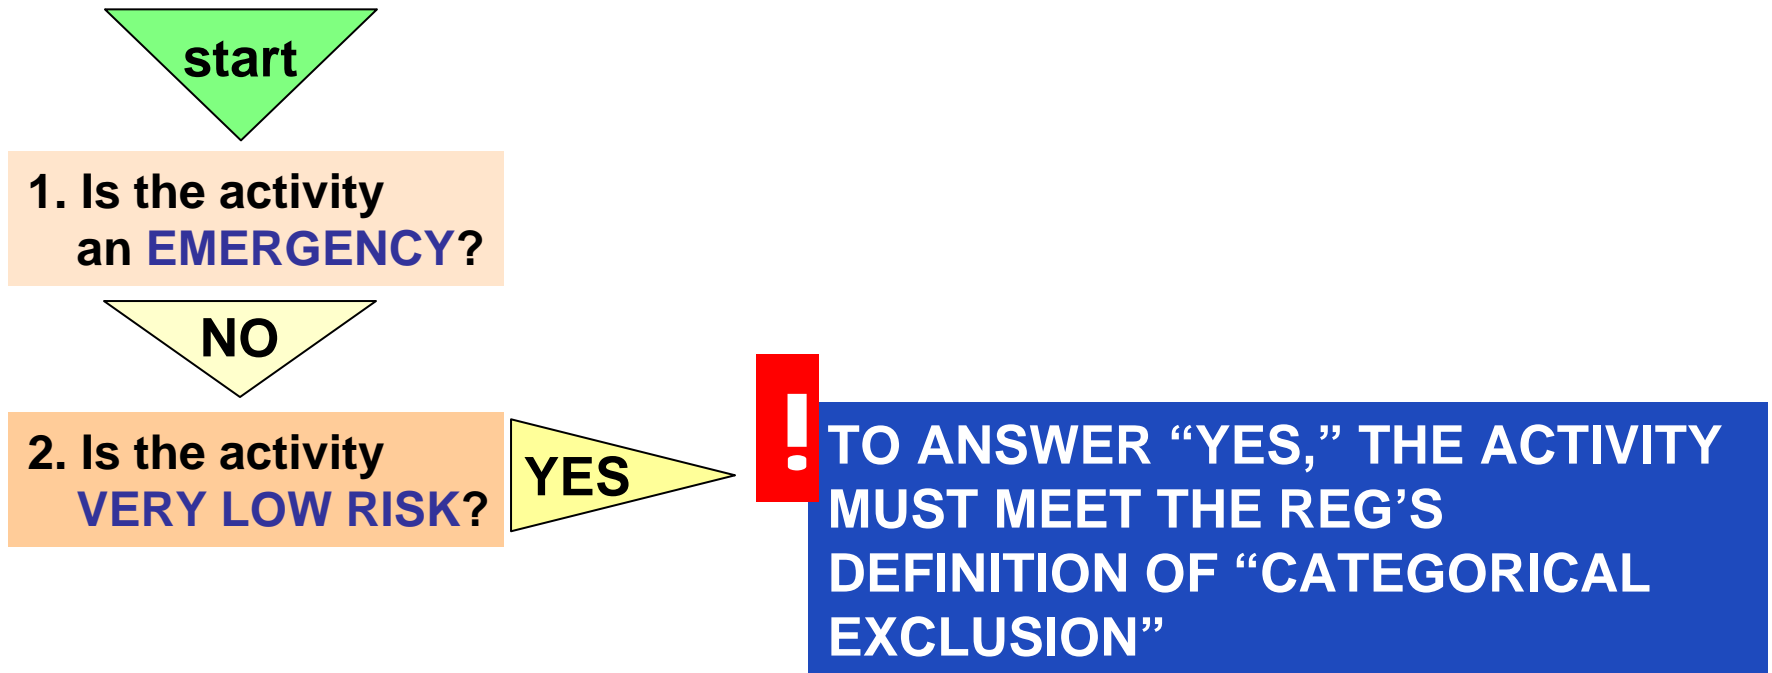 start
1. Is the activity
an EMERGENCY?
NO
2. Is the activity
VERY LOW RISK?
YES
!
TO ANSWER “YES,” THE ACTIVITY
MUST MEET THE REG’S
DEFINITION OF “CATEGORICAL
EXCLUSION”